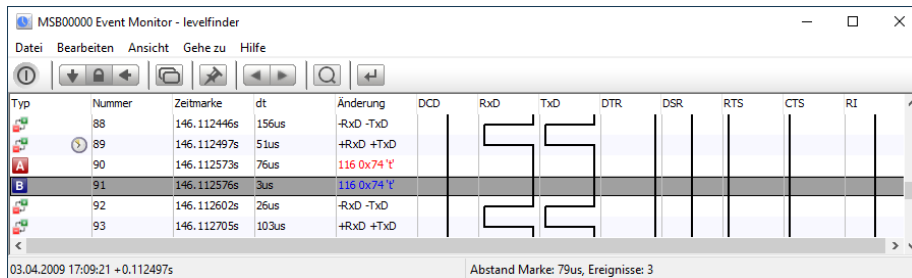 MSB00000 Event Monitor - levelfinder
Datei Bearbeiten Ansicht Gehe zu Hilfe
Typ Nummer Zeitmarke dt Änderung DCD RxD TxD DTR DSR RTS CTS RI
88 146.112446s 156us -RxD -TxD
89 146.112497s 51us +RxD +TxD
A 90 146.112573s 76us 116 0x74 't'
B 91 146.112576s 3us 116 0x74 't'
92 146.112602s 26us -RxD -TxD
93 146.112705s 103us +RxD +TxD
03.04.2009 17:09:21 +0.112497s Abstand Marke: 79us, Ereignisse: 3